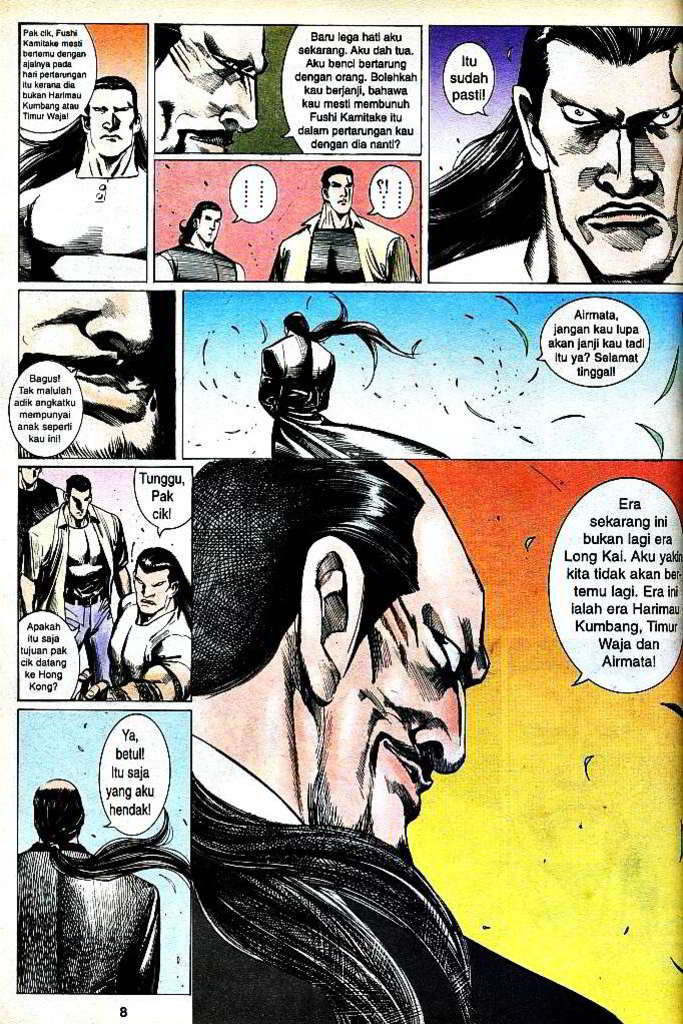 Pak cik, Fushi
Kamitake mesti
bertemu dengan
ajalnya pada
hari pertarungan
itu kerana dia
bukan Harimau
Kumbang atau
Timur Waja!
Baru lega hati aku
sekarang. Aku dah tua.
Aku benci bertarung
dengan orang. Bolehkah
kau berjanji, bahawa
kau mesti membunuh
Fushi Kamitake itu
dalam pertarungan kau
dengan dia nanti?
?!
Itu
sudah
pasti!
Bagus!
Tak malulah
adik angkatku
mempunyai
anak seperti
kau ini!
Airmata,
jangan kau lupa
akan janji kau tadi
itu ya? Selamat
tinggal!
Tunggu,
Pak
cik!
Apakah
itu saja
tujuan pak
cik datang
ke Hong
Kong?
Era
sekarang ini
bukan lagi era
Long Kai. Aku yakin
kita tidak akan ber-
temu lagi. Era ini
ialah era Harimau
Kumbang, Timur
Waja dan
Airmata!
Ya,
betul!
Itu saja
yang aku
hendak!
8